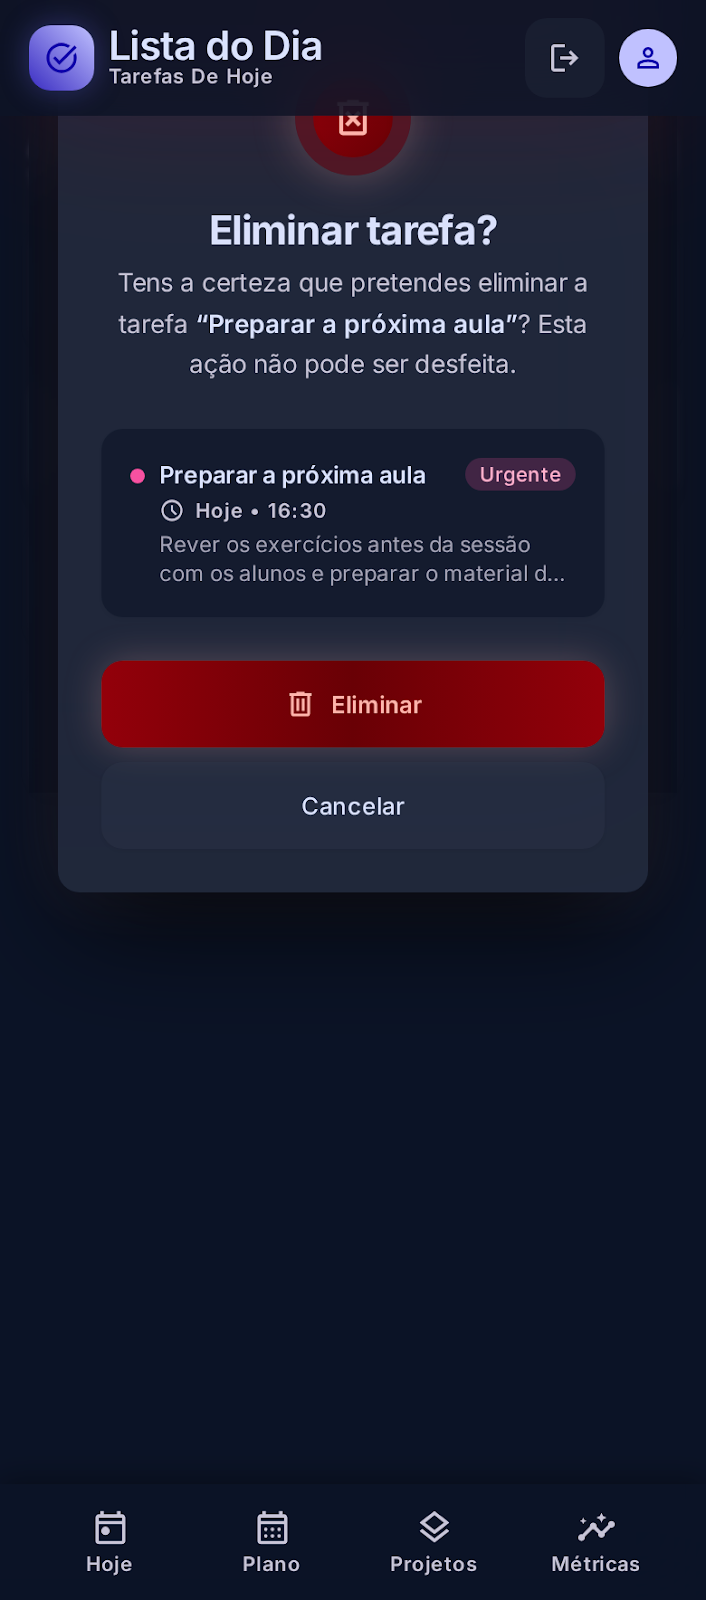 Lista do Dia
Tarefas De Hoje
Eliminar tarefa?
Tens a certeza que pretendes eliminar a
tarefa “Preparar a próxima aula”? Esta
ação não pode ser desfeita.
Preparar a próxima aula
Urgente
Hoje • 16:30
Rever os exercícios antes da sessão
com os alunos e preparar o material d...
Eliminar
Cancelar
Hoje
Plano
Projetos
Métricas